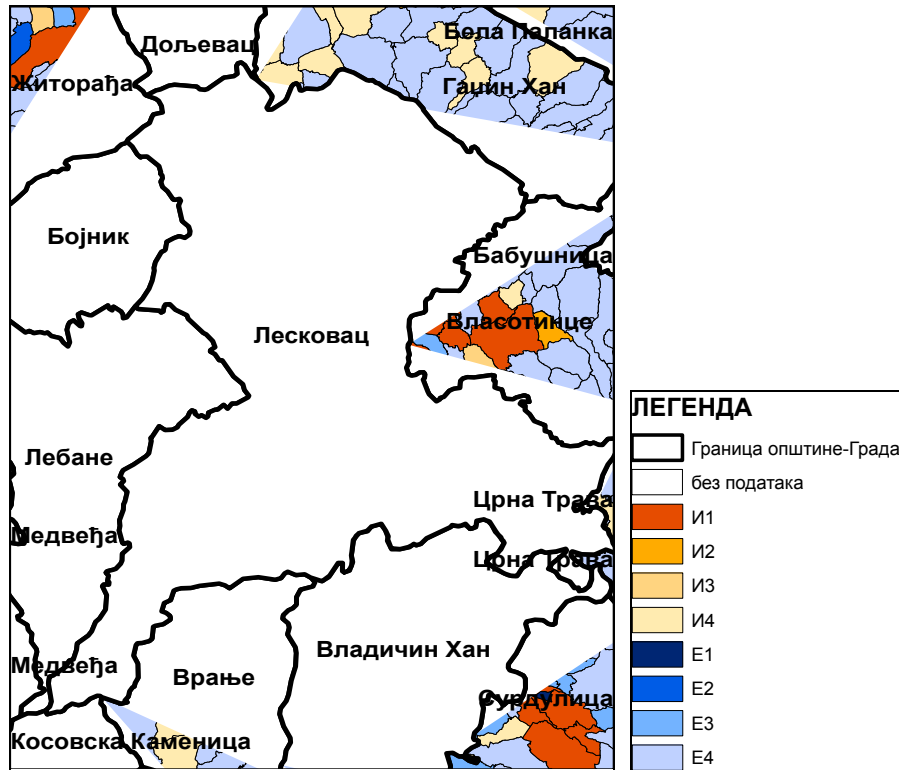 Бела Паланка
Дољевац
Житорађа
Гаџин Хан
Бојник
Бабушница
Власотинце
Лесковац
ЛЕГЕНДА
Граница општине-Града
Лебане
без података
Црна Трава
И1
Медвеђа
И2
Црна Трава
И3
И4
Владичин Хан
Е1
Медвеђа
Врање
Е2
Сурдулица
Е3
Косовска Каменица
Е4